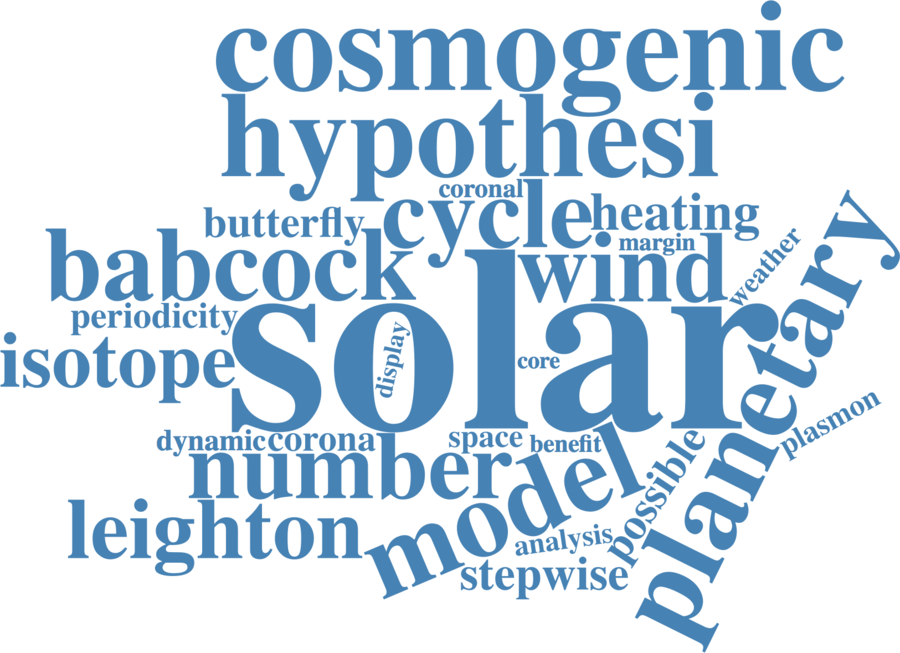 cosmogenic
hypothesi
coronal
cycle
heating
butterfly
margin
wind
babcock
weather
planetary
periodicity
solar
isotope
display
core
plasmon
dynamic
corona
space
benefit
possible
number
model
leighton
analysis
stepwise